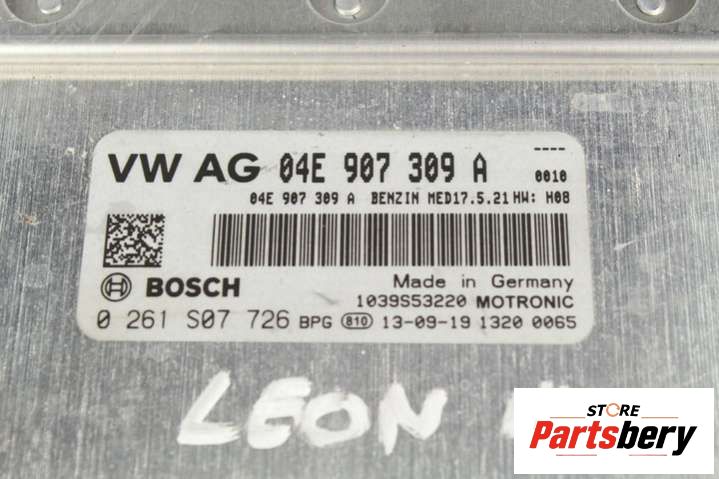 VW AG 04E 907 309 A
----
0010
04E 907 309 A BENZIN MED17.5.21 HW: H08
BOSCH
Made in Germany
1039S53220 MOTRONIC
0 261 S07 726 BPG 810 13-09-19 1320 0065
LEON
STORE
Partsbery